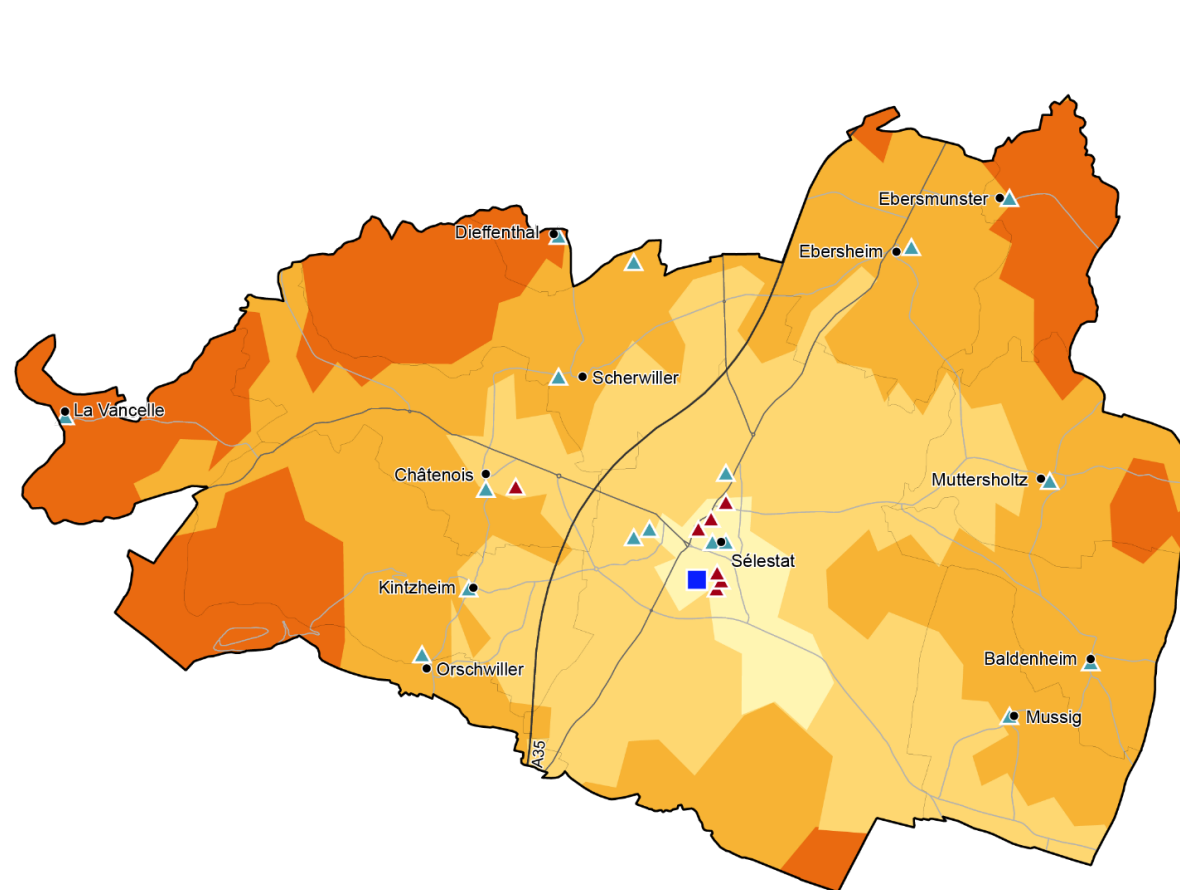 Ebersmunster
Dieffenthal
Ebersheim
Scherwiller
La Vancelle
Châtenois
Muttersholtz
Sélestat
Kintzheim
Baldenheim
Orschwiller
Mussig
A35